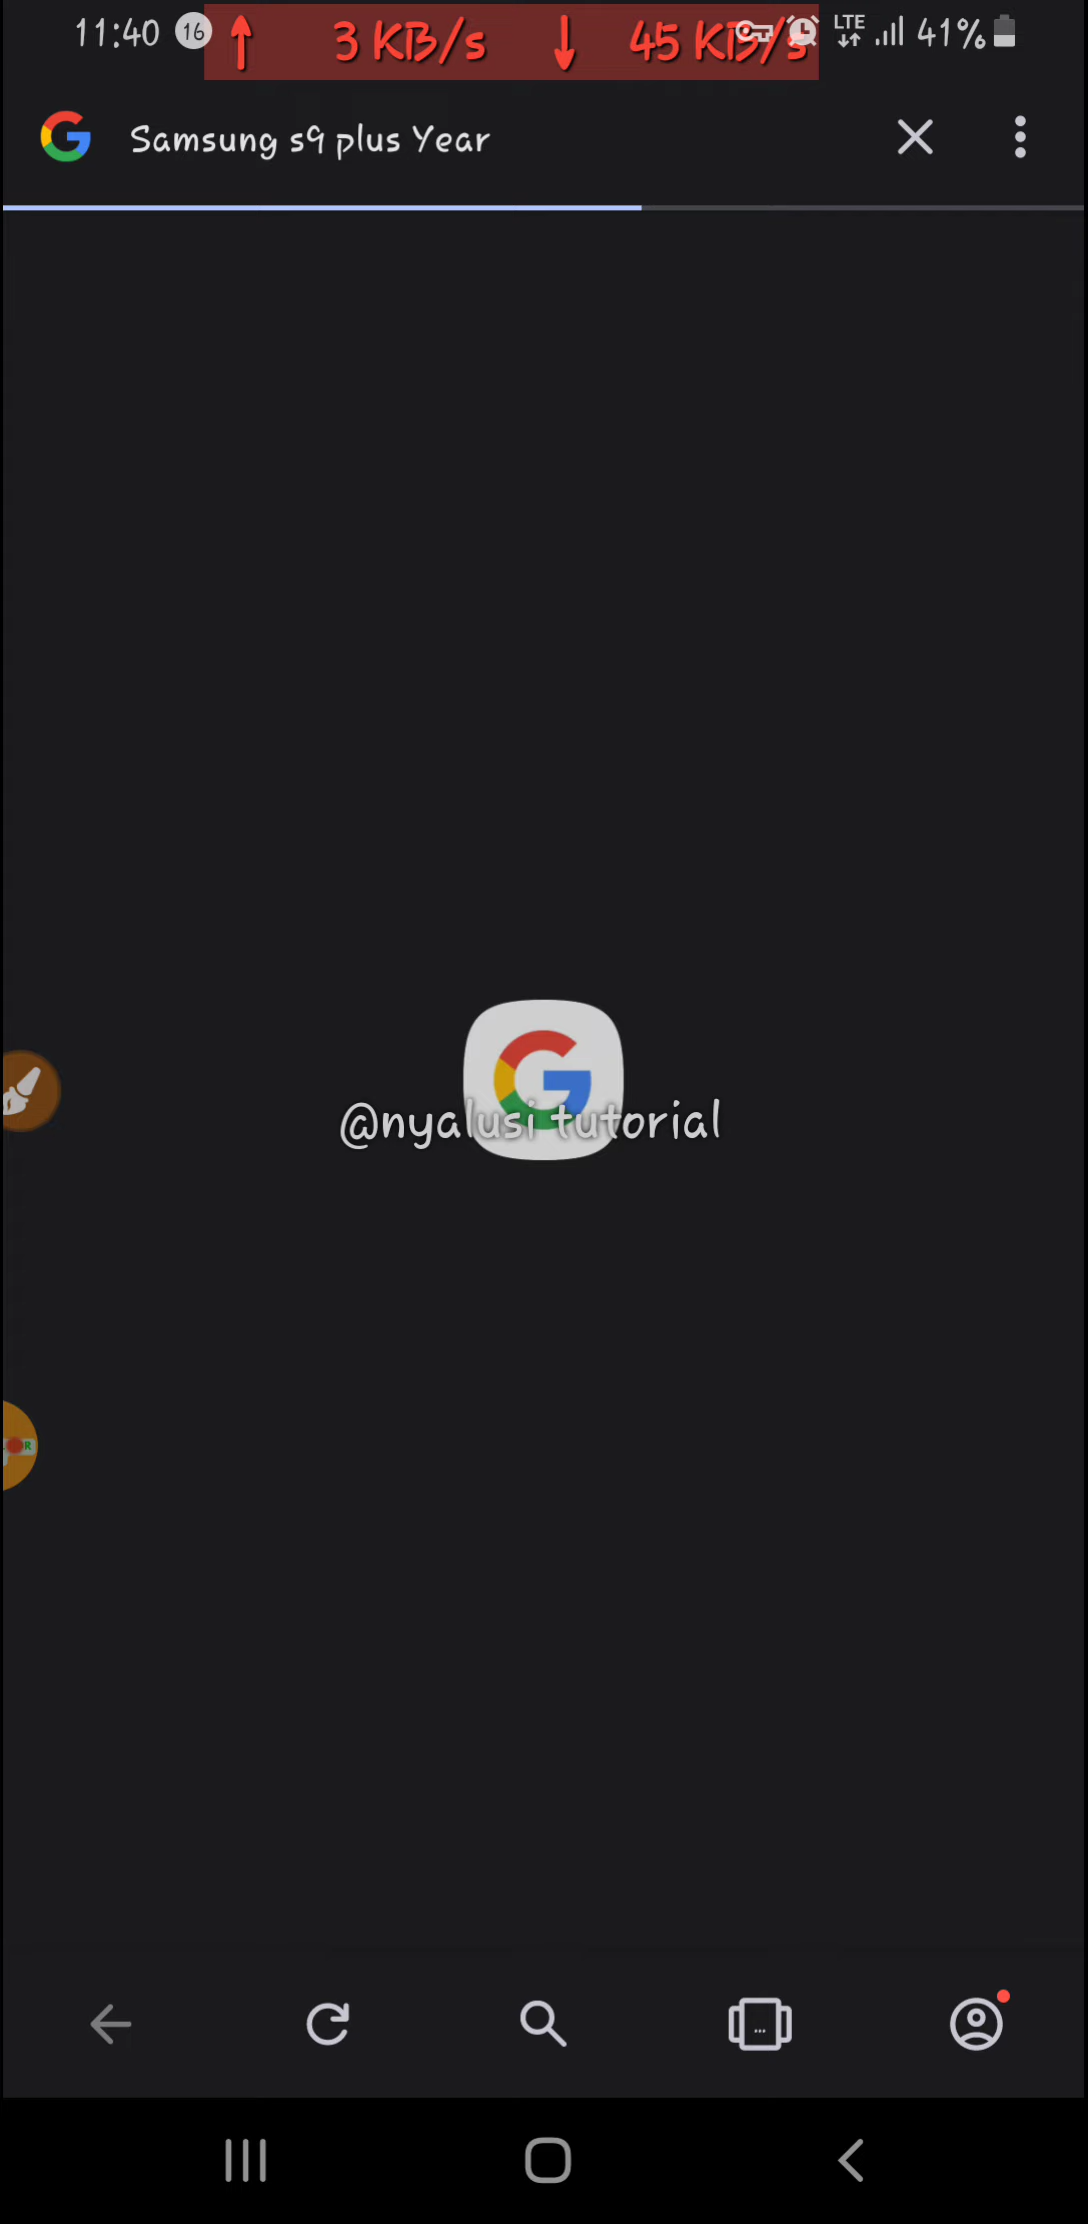 11:40 16 ↑ 3 KB/s ↓ 45 KB/s LTE 41%
Samsung s9 plus Year
@nyalusi tutorial
R
...